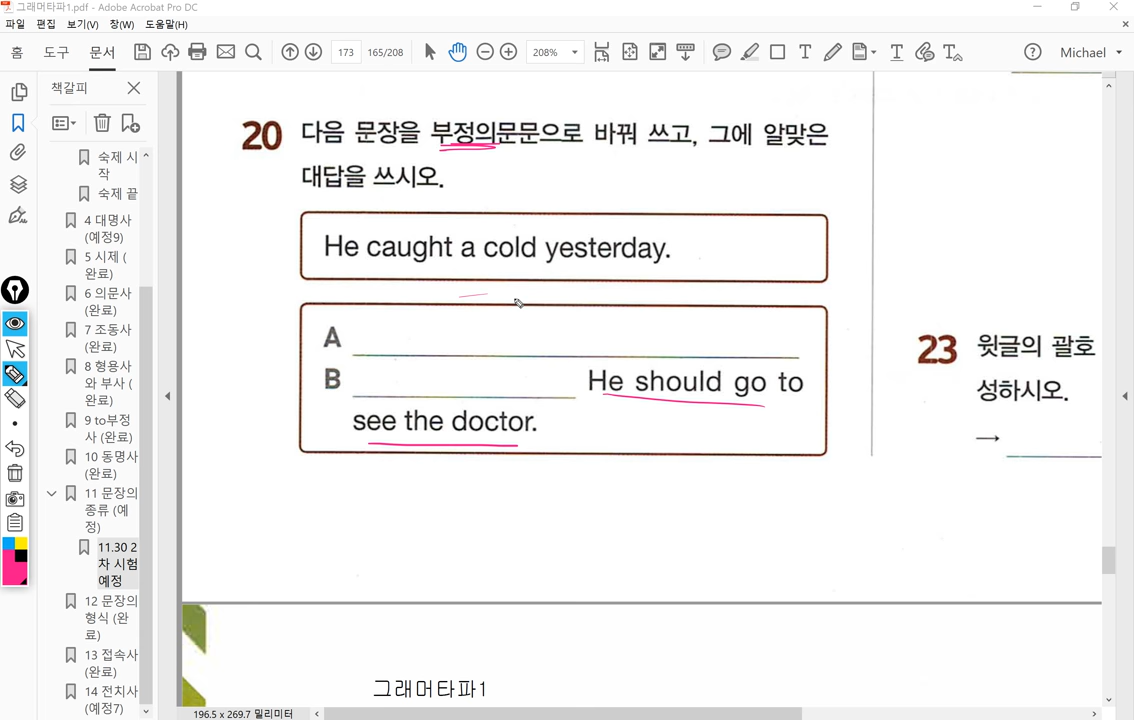 그래머타파1.pdf - Adobe Acrobat Pro DC
파일 편집 보기(V) 창(W) 도움말(H)
홈 도구 문서 173 165/208 208% Michael
책갈피
숙제 시
작
숙제 끝
4 대명사
(예정9)
5 시제 (
완료)
6 의문사
(완료)
7 조동사
(완료)
8 형용사
와 부사 (
완료)
9 to부정
사 (완료)
10 동명사
(완료)
11 문장의
종류 (예
정)
11.30 2
차 시험
예정
12 문장의
형식 (완
료)
13 접속사
(완료)
14 전치사
(예정7)
20 다음 문장을 부정의문문으로 바꿔 쓰고, 그에 알맞은
대답을 쓰시오.
He caught a cold yesterday.
A
B He should go to
see the doctor.
23 윗글의 괄호
성하시오.
→
그래머타파1
196.5 x 269.7 밀리미터